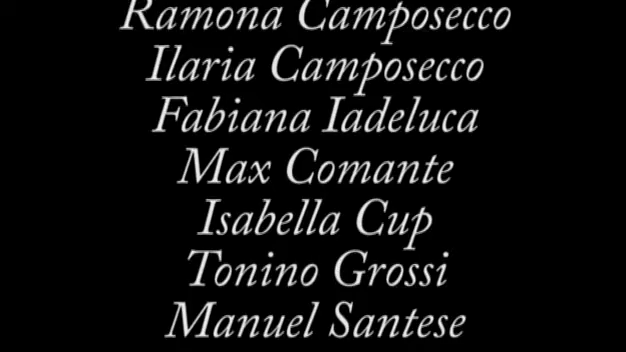 Ramona Camposecco
Ilaria Camposecco
Fabiana Iadeluca
Max Comante
Isabella Cup
Tonino Grossi
Manuel Santese